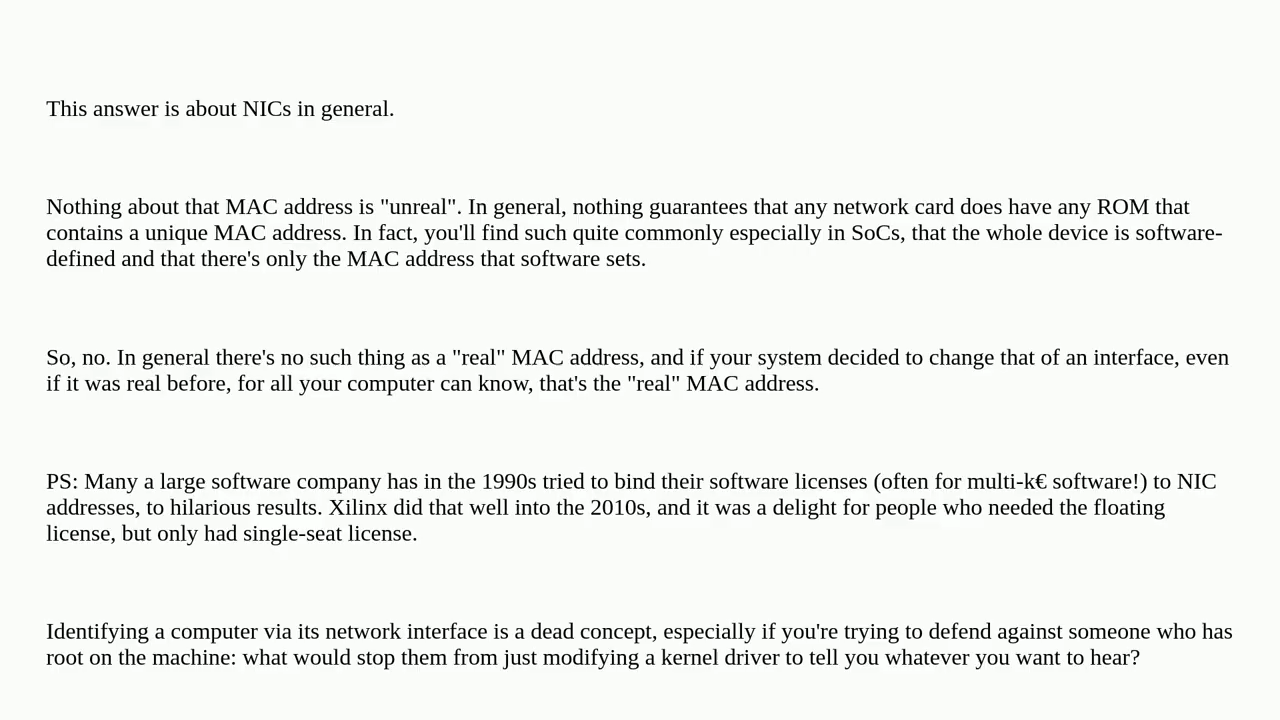 This answer is about NICs in general.
Nothing about that MAC address is "unreal". In general, nothing guarantees that any network card does have any ROM that
contains a unique MAC address. In fact, you'll find such quite commonly especially in SoCs, that the whole device is software-
defined and that there's only the MAC address that software sets.
So, no. In general there's no such thing as a "real" MAC address, and if your system decided to change that of an interface, even
if it was real before, for all your computer can know, that's the "real" MAC address.
PS: Many a large software company has in the 1990s tried to bind their software licenses (often for multi-k€ software!) to NIC
addresses, to hilarious results. Xilinx did that well into the 2010s, and it was a delight for people who needed the floating
license, but only had single-seat license.
Identifying a computer via its network interface is a dead concept, especially if you're trying to defend against someone who has
root on the machine: what would stop them from just modifying a kernel driver to tell you whatever you want to hear?